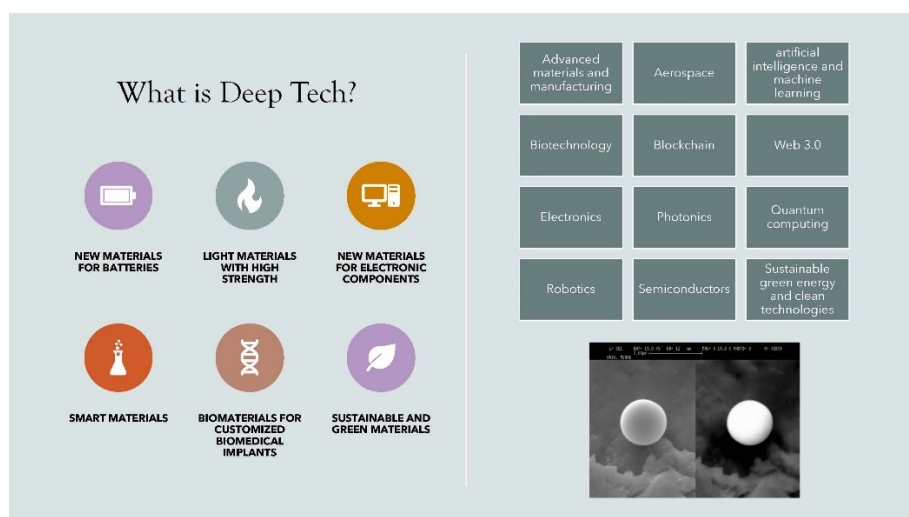 What is Deep Tech?
NEW MATERIALS
FOR BATTERIES
LIGHT MATERIALS
WITH HIGH
STRENGTH
NEW MATERIALS
FOR ELECTRONIC
COMPONENTS
SMART MATERIALS
BIOMATERIALS FOR
CUSTOMIZED
BIOMEDICAL
IMPLANTS
SUSTAINABLE AND
GREEN MATERIALS
Advanced
materials and
manufacturing
Aerospace
artificial
intelligence and
machine
learning
Biotechnology
Blockchain
Web 3.0
Electronics
Photonics
Quantum
computing
Robotics
Semiconductors
Sustainable
green energy
and clean
technologies